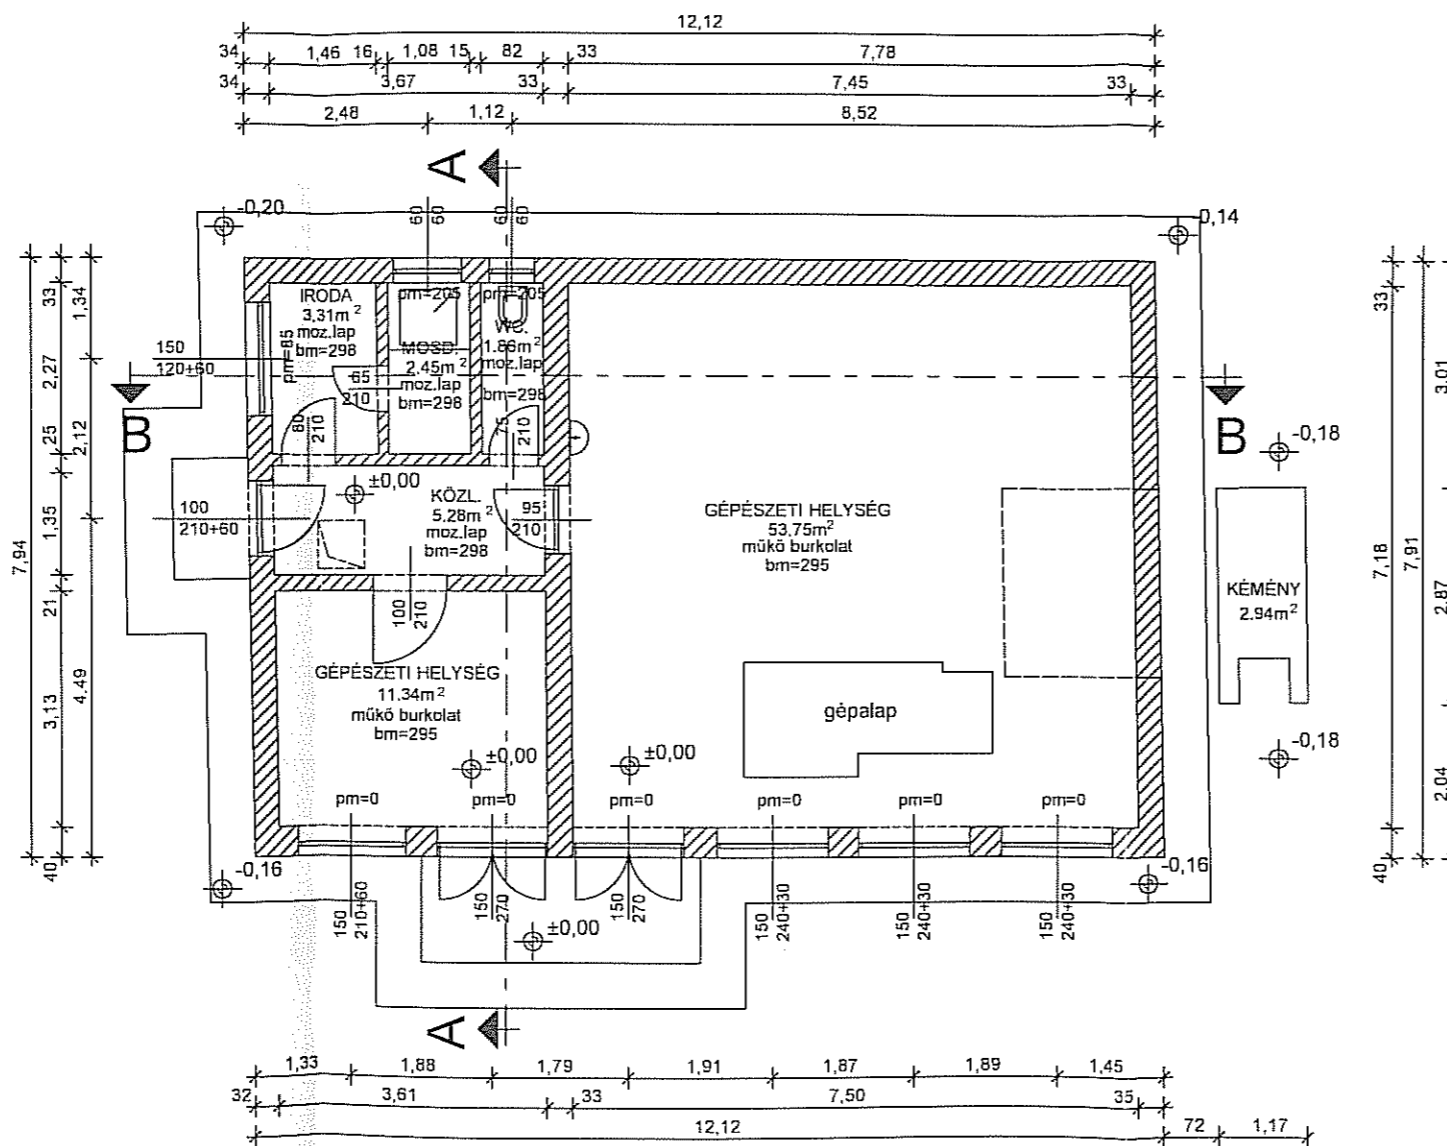 12,12
34 1,46 16 1,08 15 82 33 7,78
34 3,67 33 7,45 33
2,48 1,12 8,52
A
-0,20
60
60
60
60
-0,14
33
1,34
2,27
25
2,12
1,35
7,94
21
4.49
3,13
40
IRODA
3,31m²
moz.lap
bm=298
pm=85
150
120+60
pm=205
MOSD.
2.45m²
moz.lap
bm=298
pm=205
WC.
1.86m²
moz.lap
bm=298
65
210
80
210
75
210
B
B
±0,00
KÖZL.
5.28m²
moz.lap
bm=298
100
210+60
95
210
100
210
GÉPÉSZETI HELYSÉG
53,75m²
műkő burkolat
bm=295
-0,18
KÉMÉNY
2.94m²
-0,18
GÉPÉSZETI HELYSÉG
11.34m²
műkő burkolat
bm=295
gépalap
±0,00
±0,00
pm=0 pm=0 pm=0 pm=0 pm=0 pm=0
-0,16
-0,16
150
210+60
150
270
150
270
150
240+30
150
240+30
150
240+30
±0,00
A
33
7,18
7,91
40
3.01
2,87
2.04
1,33 1,88 1,79 1,91 1,87 1,89 1,45
32 3,61 33 7,50 35
12,12 72 1,17